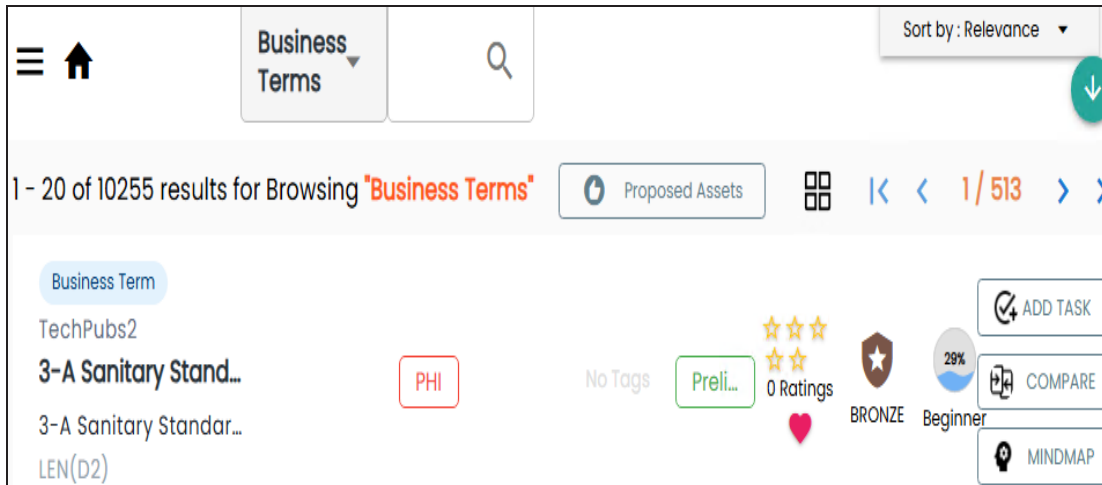 Business
Terms
Sort by : Relevance
1 - 20 of 10255 results for Browsing "Business Terms"
Proposed Assets
1 / 513
Business Term
TechPubs2
3-A Sanitary Stand...
3-A Sanitary Standar...
LEN(D2)
PHI
No Tags
Preli...
0 Ratings
BRONZE
29%
Beginner
ADD TASK
COMPARE
MINDMAP